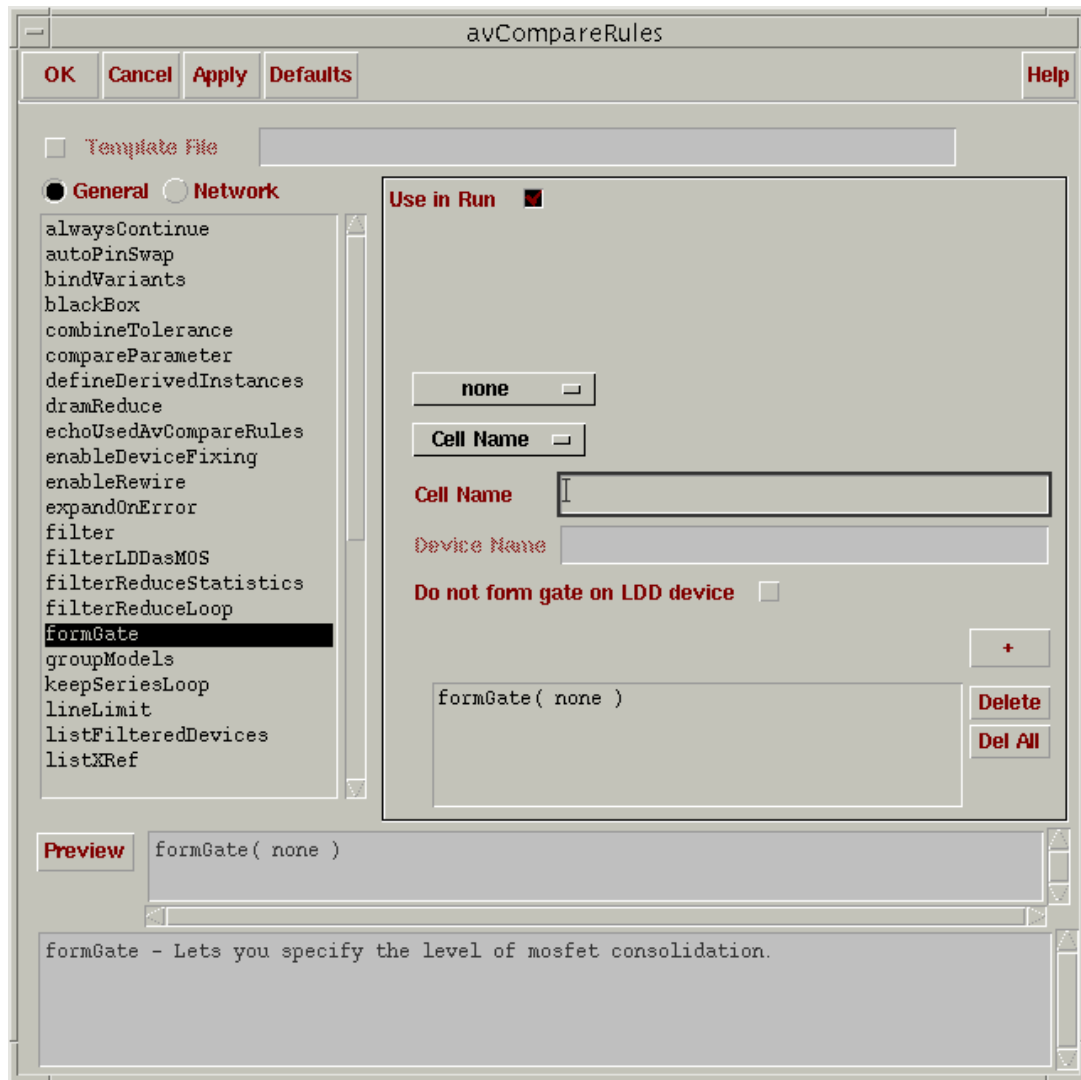 avCompareRules
OK Cancel Apply Defaults Help
Template File
General Network
Use in Run
alwaysContinue
autoPinSwap
bindVariants
blackBox
combineTolerance
compareParameter
defineDerivedInstances
dramReduce
echoUsedAvCompareRules
enableDeviceFixing
enableRewire
expandOnError
filter
filterLDDasMOS
filterReduceStatistics
filterReduceLoop
formGate
groupModels
keepSeriesLoop
lineLimit
listFilteredDevices
listXRef
none
Cell Name
Cell Name
Device Name
Do not form gate on LDD device
+
formGate( none )
Delete
Del All
Preview
formGate( none )
formGate - Lets you specify the level of mosfet consolidation.